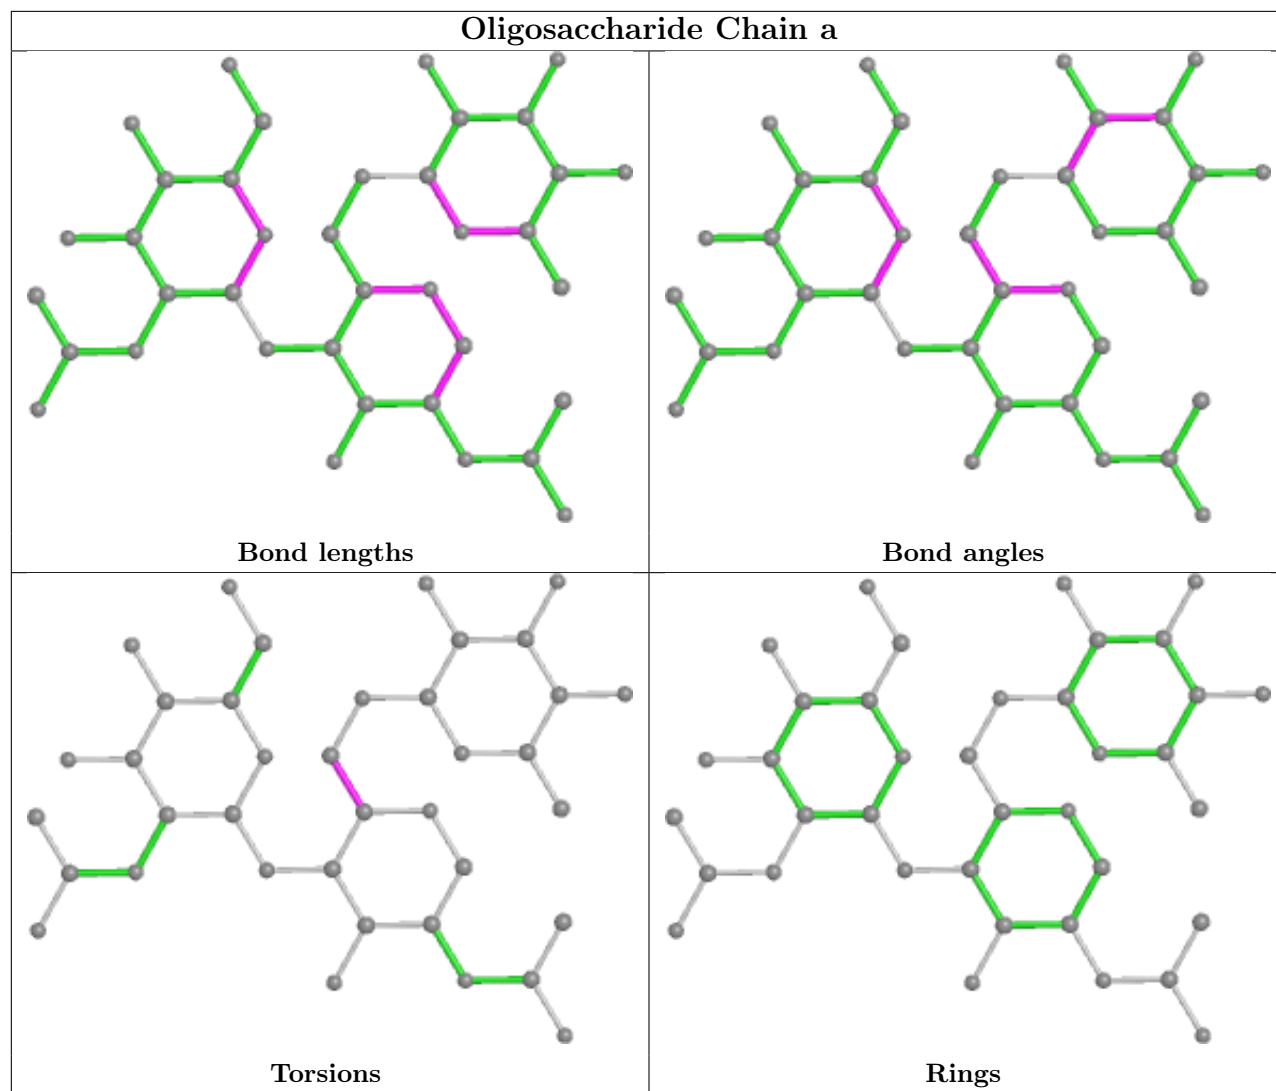 Oligosaccharide Chain a
Bond lengths
Bond angles
Torsions
Rings